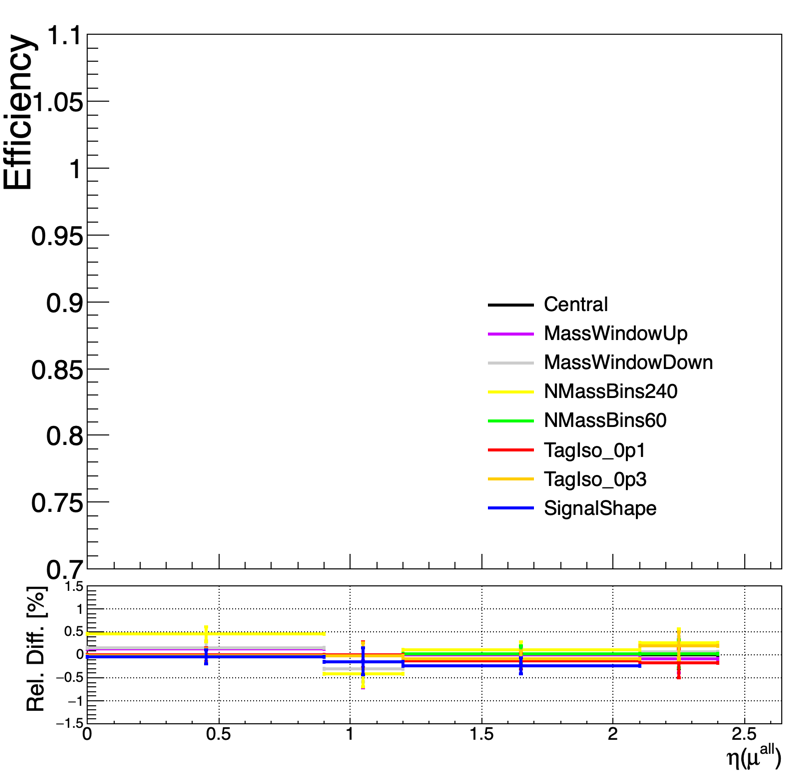 1.1
Efficiency
1.05
1
0.95
0.9
0.85
0.8
0.75
0.7
Central
MassWindowUp
MassWindowDown
NMassBins240
NMassBins60
TagIso_0p1
TagIso_0p3
SignalShape
Rel. Diff. [%]
1.5
1
0.5
0
−0.5
−1
−1.5
0 0.5 1 1.5 2 2.5
η(μ^all)